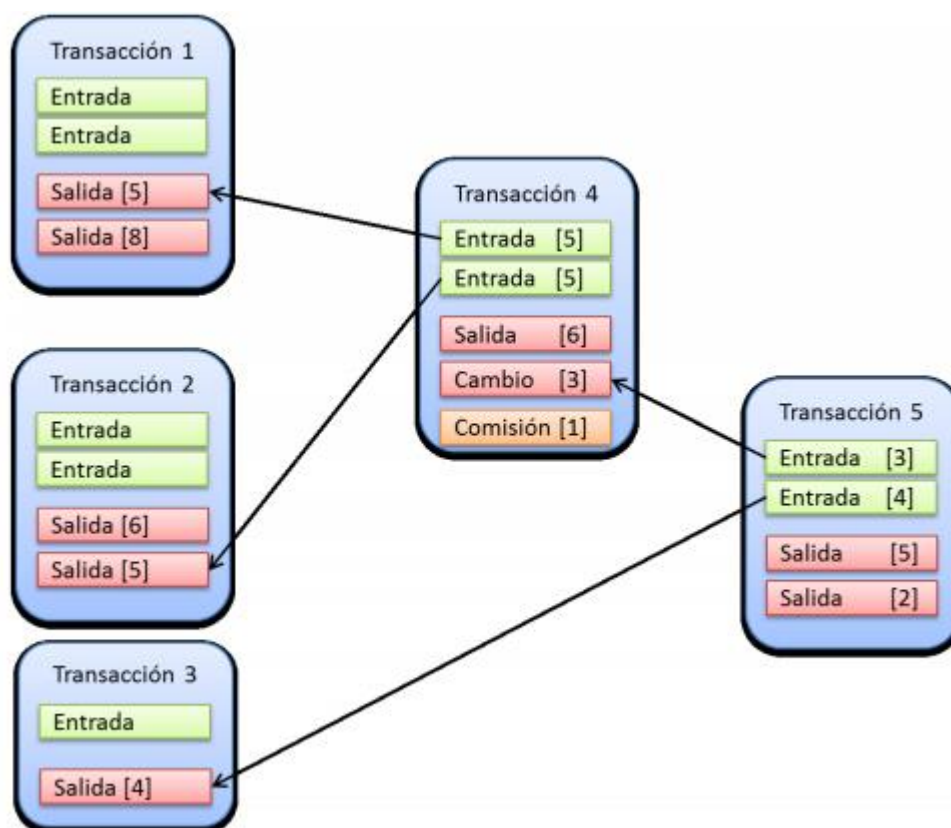 Transacción 1
Entrada
Entrada
Salida [5]
Salida [8]
Transacción 2
Entrada
Entrada
Salida [6]
Salida [5]
Transacción 3
Entrada
Salida [4]
Transacción 4
Entrada [5]
Entrada [5]
Salida [6]
Cambio [3]
Comisión [1]
Transacción 5
Entrada [3]
Entrada [4]
Salida [5]
Salida [2]